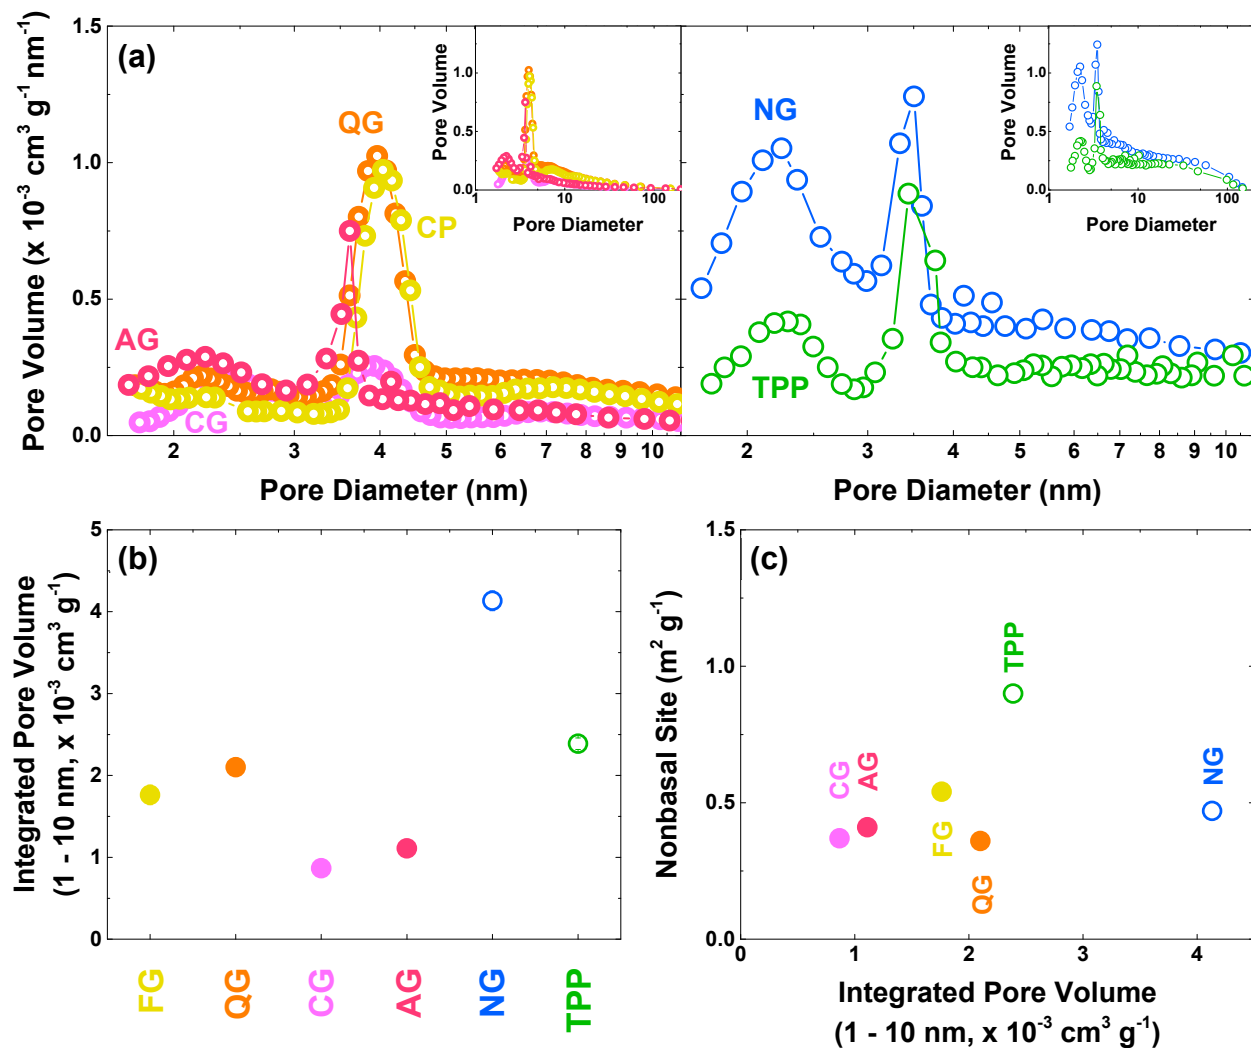 (a)
Pore Volume (x 10⁻³ cm³ g⁻¹ nm⁻¹)
1.5
1.0
0.5
0.0
QG
CP
AG
CG
2
3
4
5
6
7
8
9
10
Pore Diameter (nm)
Pore Volume
1.0
0.5
0.0
1
10
100
Pore Diameter
NG
TPP
2
3
4
5
6
7
8
9
10
Pore Diameter (nm)
Pore Volume
1.0
0.5
0.0
1
10
100
Pore Diameter
(b)
Integrated Pore Volume
(1 - 10 nm, x 10⁻³ cm³ g⁻¹)
5
4
3
2
1
0
FG
QG
CG
AG
NG
TPP
(c)
Nonbasal Site (m² g⁻¹)
1.5
1.0
0.5
0.0
TPP
CG
AG
FG
QG
NG
0
1
2
3
4
Integrated Pore Volume
(1 - 10 nm, x 10⁻³ cm³ g⁻¹)